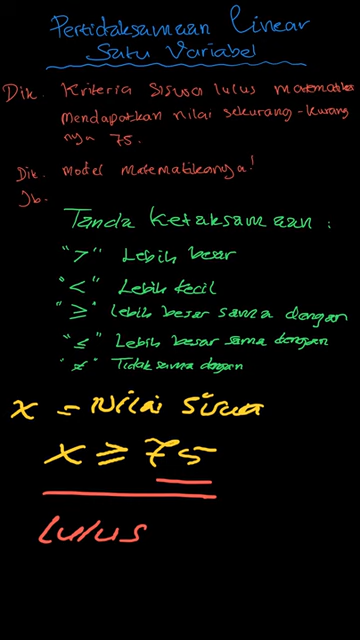 Pertidaksamaan Linear
Satu Variabel
Dik. Kriteria Siswa lulus matematika
mendapatkan nilai sekurang-kurang
nya 75.
Dit. Model matematikanya!
Jb.
Tanda Ketaksamaan :
">" Lebih besar
"<" Lebih kecil
"≥" lebih besar sama dengan
"≤" Lebih besar sama dengan
"≠" Tidak sama dengan
x = Nilai Siswa
x ≥ 75
lulus